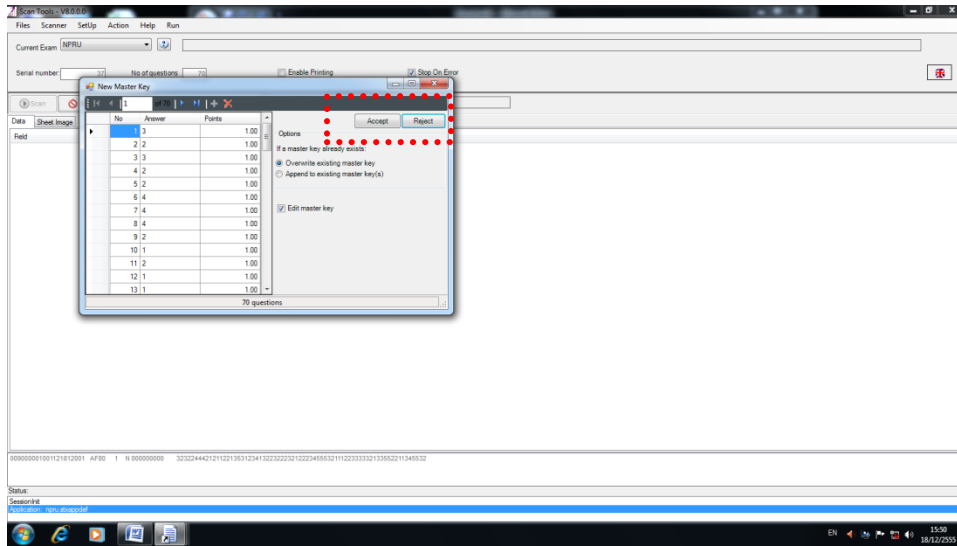 Scan Tools - V8.0.0.0
Files Scanner SetUp Action Help Run
Current Exam NPRU
Serial number: 37 No of questions 70 Enable Printing Stop On Error
New Master Key
1 of 70
Scan
Data Sheet Image
Field
No Answer Points
1 3 1.00
2 2 1.00
3 3 1.00
4 2 1.00
5 2 1.00
6 4 1.00
7 4 1.00
8 4 1.00
9 2 1.00
10 1 1.00
11 2 1.00
12 1 1.00
13 1 1.00
Accept Reject
Options
If a master key already exists:
Overwrite existing master key
Append to existing master key(s)
Edit master key
70 questions
Status:
SessionInit
Application: npru.atxappdef
EN
15:50
18/12/2555